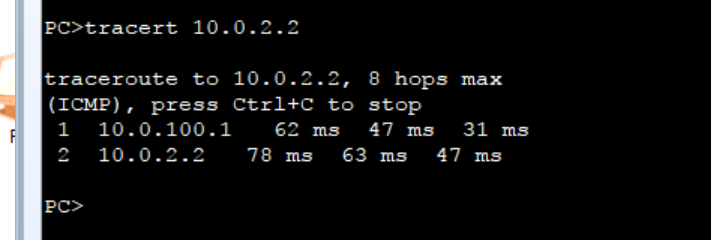 PC>tracert 10.0.2.2
traceroute to 10.0.2.2, 8 hops max
(ICMP), press Ctrl+C to stop
1 10.0.100.1 62 ms 47 ms 31 ms
2 10.0.2.2 78 ms 63 ms 47 ms
PC>